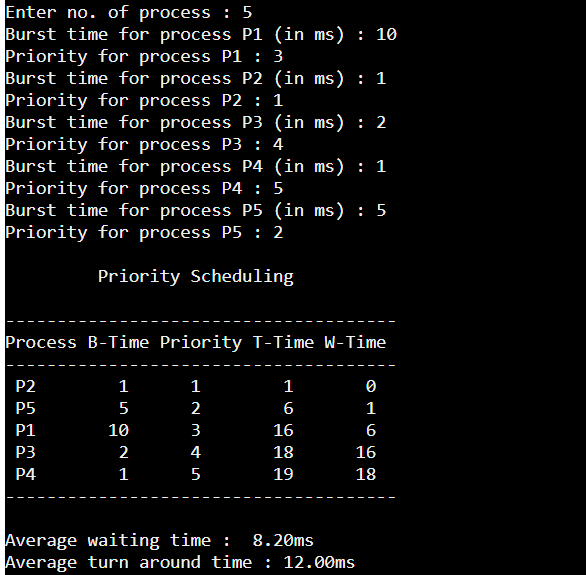 Enter no. of process : 5
Burst time for process P1 (in ms) : 10
Priority for process P1 : 3
Burst time for process P2 (in ms) : 1
Priority for process P2 : 1
Burst time for process P3 (in ms) : 2
Priority for process P3 : 4
Burst time for process P4 (in ms) : 1
Priority for process P4 : 5
Burst time for process P5 (in ms) : 5
Priority for process P5 : 2
Priority Scheduling
--------------------------------------
Process B-Time Priority T-Time W-Time
--------------------------------------
P2 1 1 1 0
P5 5 2 6 1
P1 10 3 16 6
P3 2 4 18 16
P4 1 5 19 18
--------------------------------------
Average waiting time : 8.20ms
Average turn around time : 12.00ms